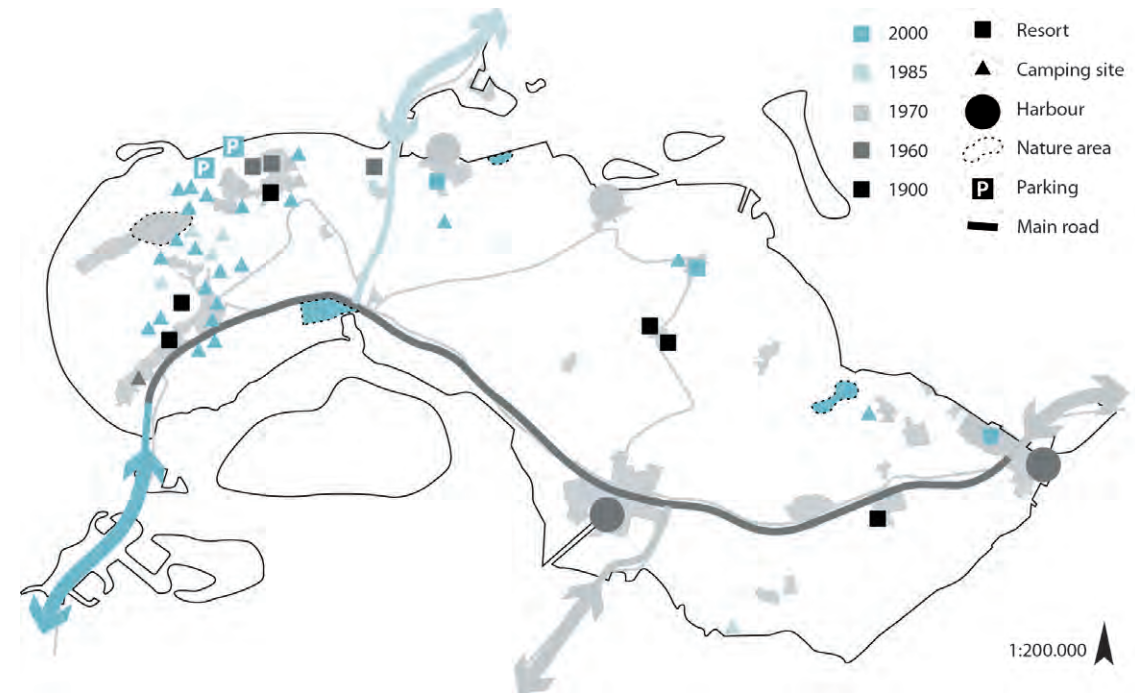 2000 Resort
1985 Camping site
1970 Harbour
1960 Nature area
1900 P Parking
Main road
P
P
1:200.000